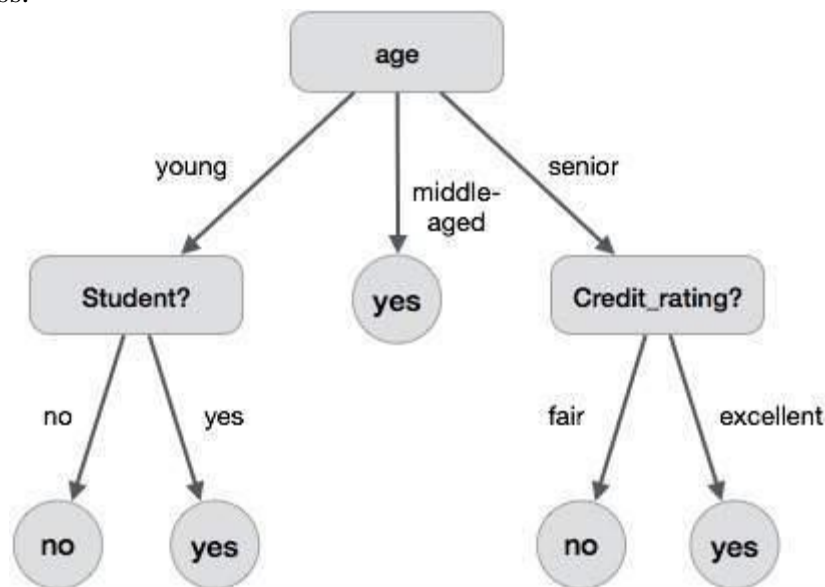 age
young
middle-
aged
senior
Student?
yes
Credit_rating?
no
yes
fair
excellent
no
yes
no
yes